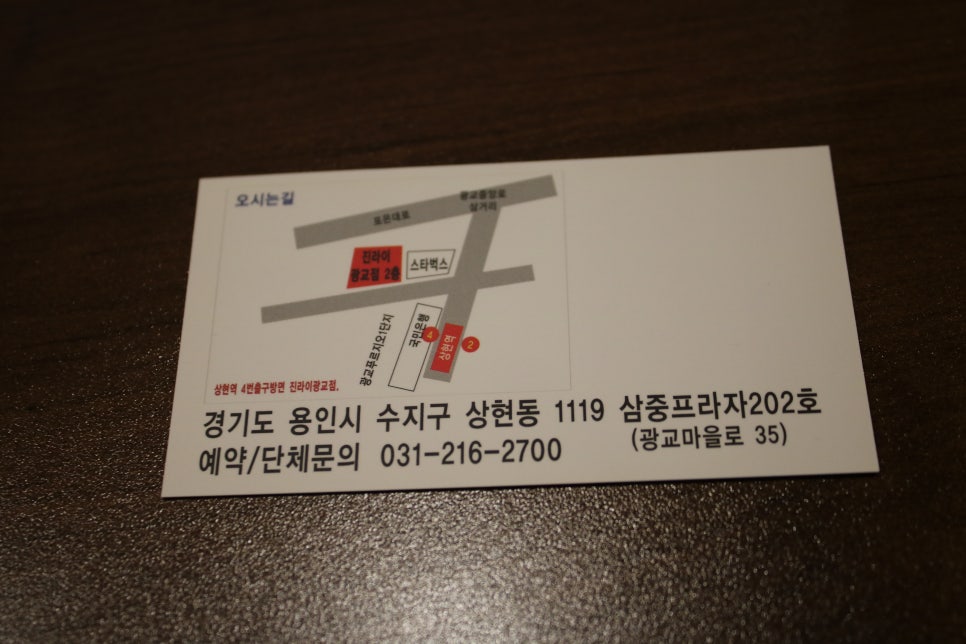 오시는길
광교중앙로
삼거리
포은대로
진라이
광교점 2층
스타벅스
광교푸르지오1단지
국민은행
4
상현역
2
상현역 4번출구방면 진라이광교점.
경기도 용인시 수지구 상현동 1119 삼중프라자202호
(광교마을로 35)
예약/단체문의 031-216-2700